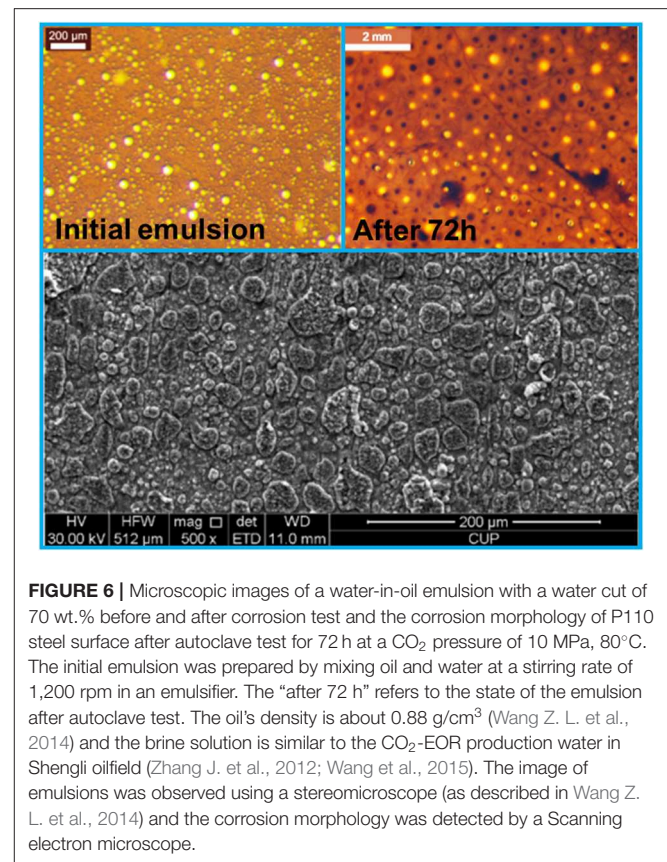 200 µm
2 mm
Initial emulsion
After 72h
HV HFW mag □ det WD
200 µm
30.00 kV 512 µm 500 x ETD 11.0 mm CUP
FIGURE 6 | Microscopic images of a water-in-oil emulsion with a water cut of
70 wt.% before and after corrosion test and the corrosion morphology of P110
steel surface after autoclave test for 72 h at a CO₂ pressure of 10 MPa, 80°C.
The initial emulsion was prepared by mixing oil and water at a stirring rate of
1,200 rpm in an emulsifier. The “after 72 h” refers to the state of the emulsion
after autoclave test. The oil’s density is about 0.88 g/cm³ (Wang Z. L. et al.,
2014) and the brine solution is similar to the CO₂-EOR production water in
Shengli oilfield (Zhang J. et al., 2012; Wang et al., 2015). The image of
emulsions was observed using a stereomicroscope (as described in Wang Z.
L. et al., 2014) and the corrosion morphology was detected by a Scanning
electron microscope.